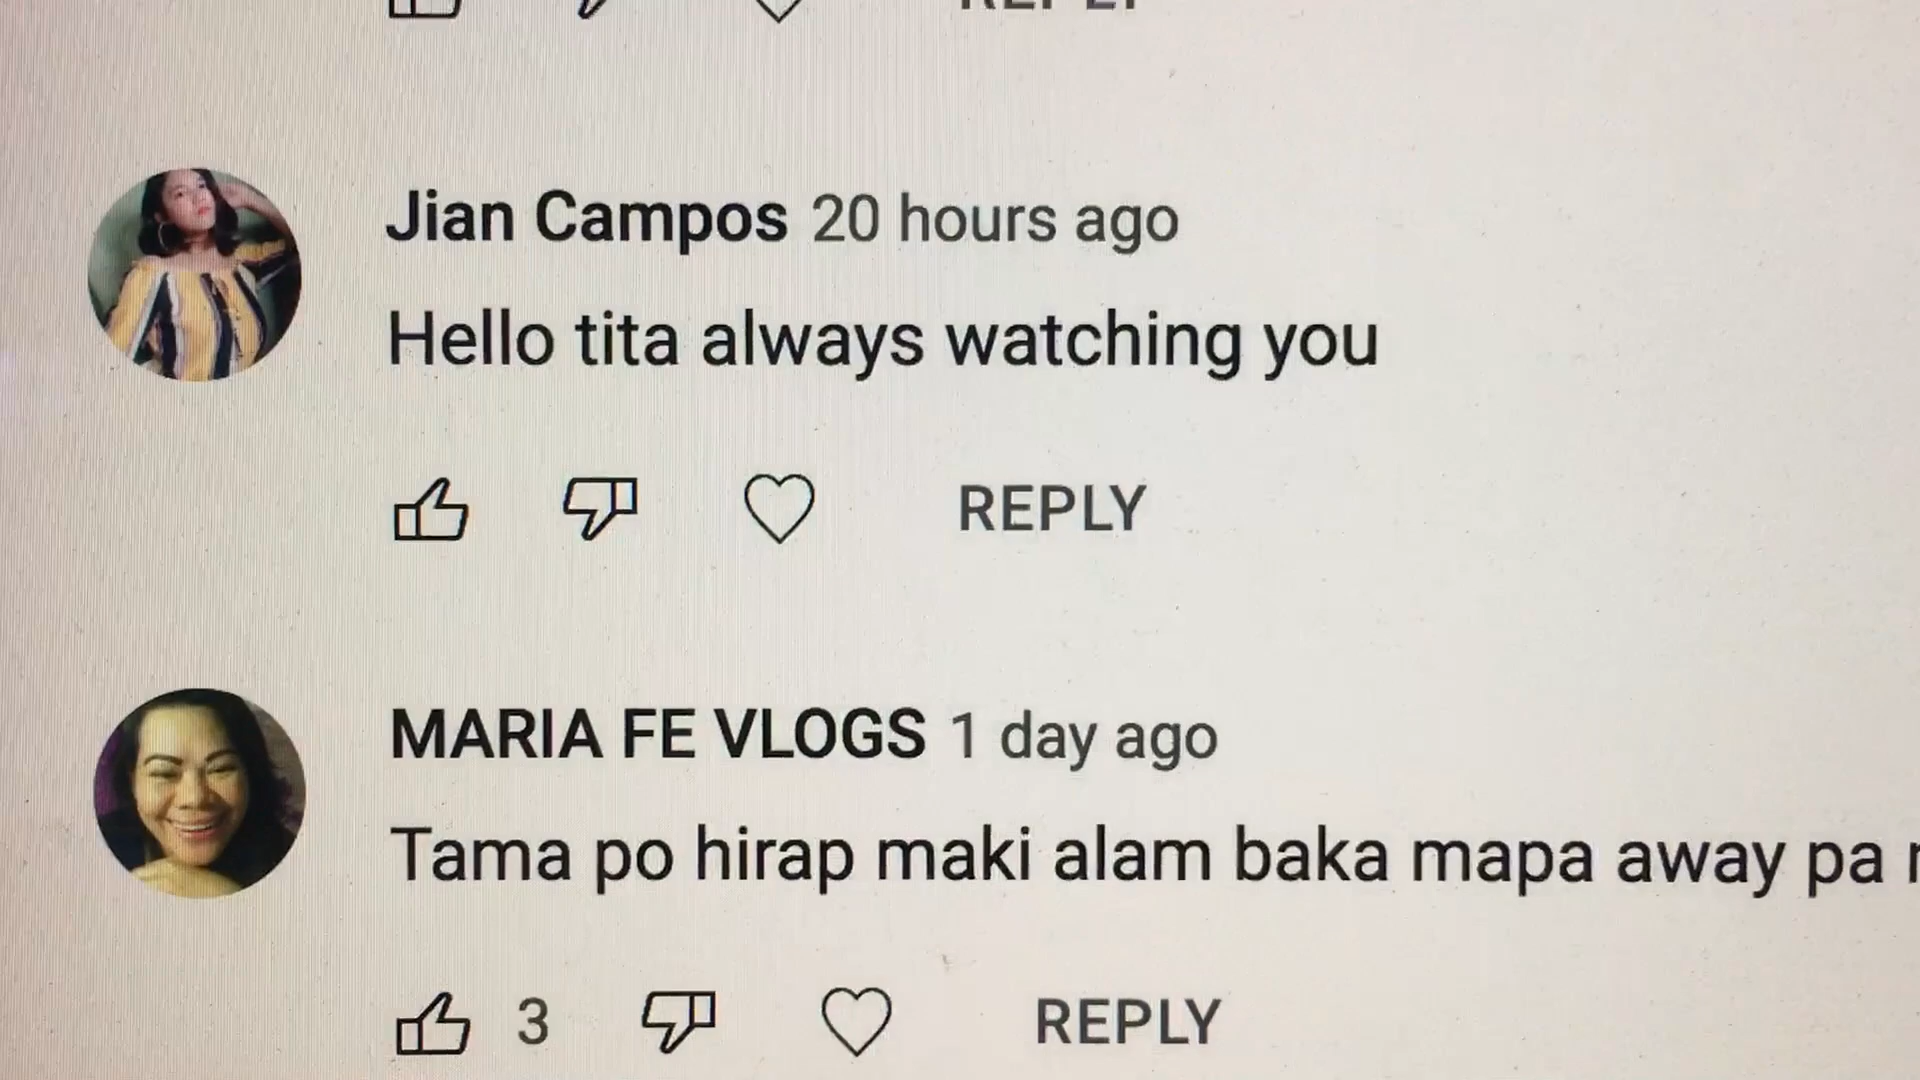 REPLY
Jian Campos 20 hours ago
Hello tita always watching you
REPLY
MARIA FE VLOGS 1 day ago
Tama po hirap maki alam baka mapa away pa
3 REPLY